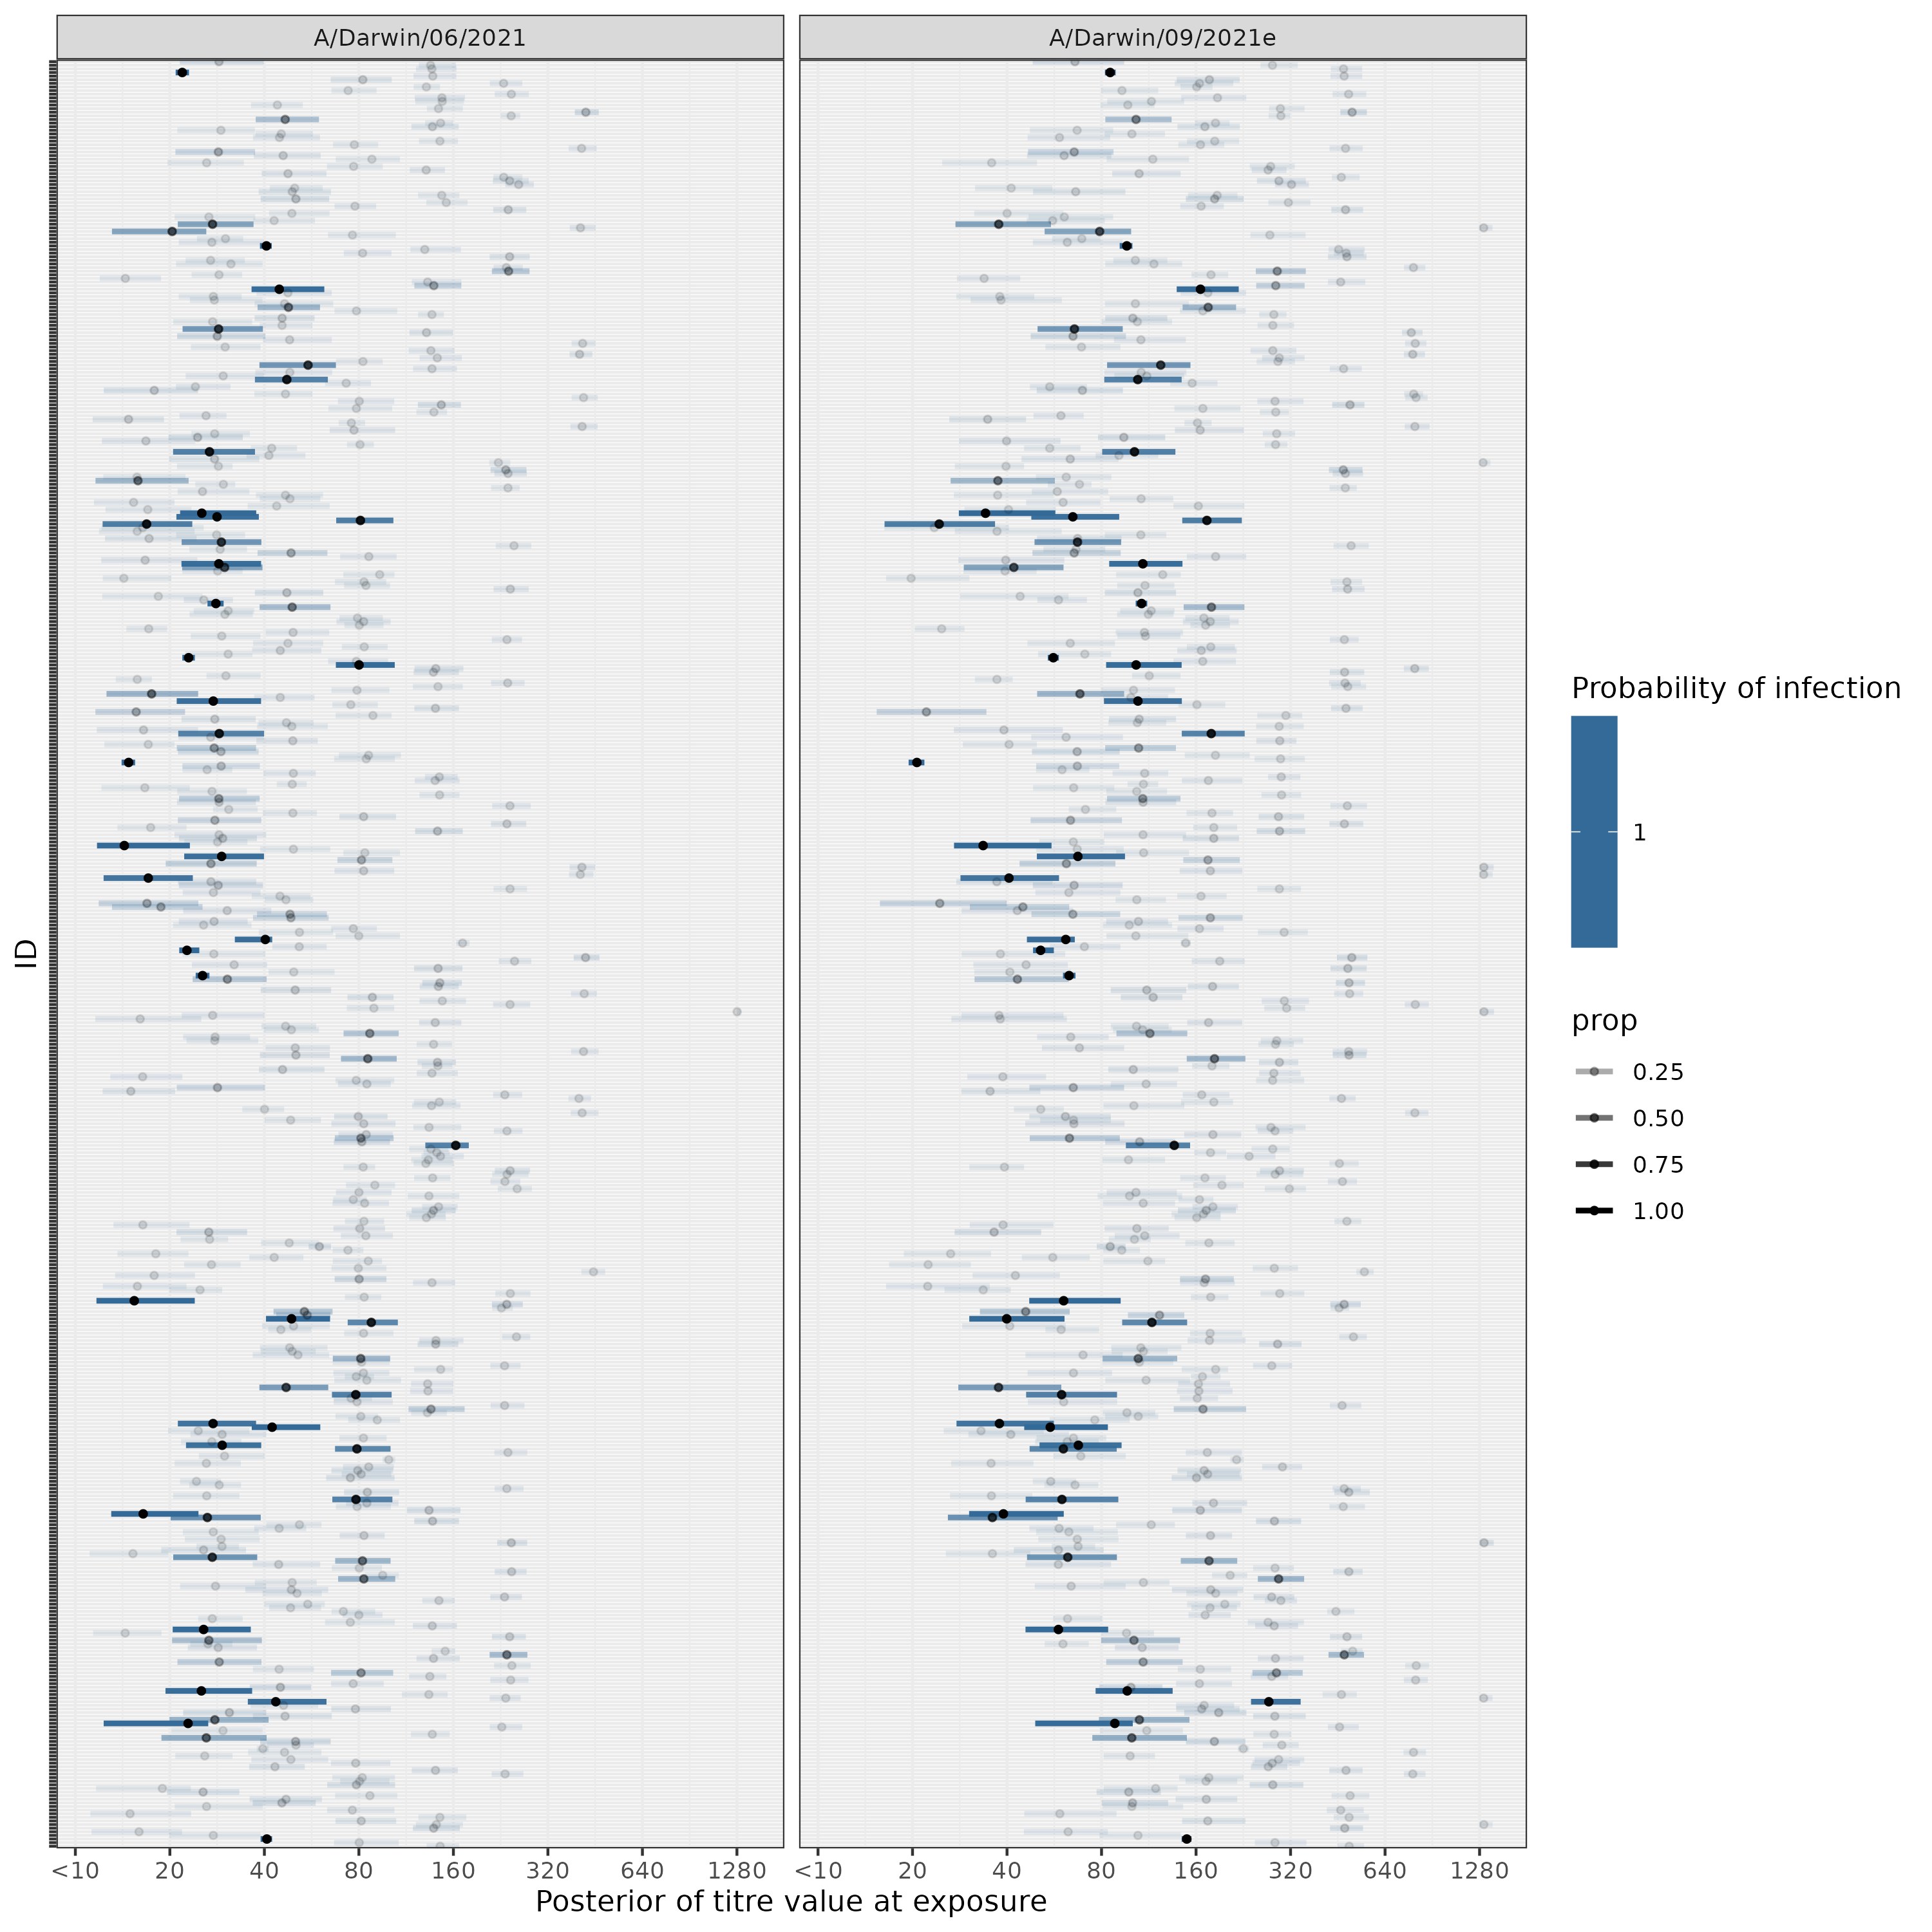 A/Darwin/06/2021
A/Darwin/09/2021e
ID
<10 20 40 80 160 320 640 1280
<10 20 40 80 160 320 640 1280
Posterior of titre value at exposure
Probability of infection
1
prop
0.25
0.50
0.75
1.00